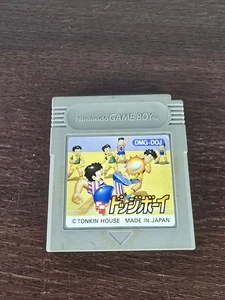 Nintendo GAME BOY
DMG-DOJ
ドッジボーイ
© TONKIN HOUSE MADE IN JAPAN